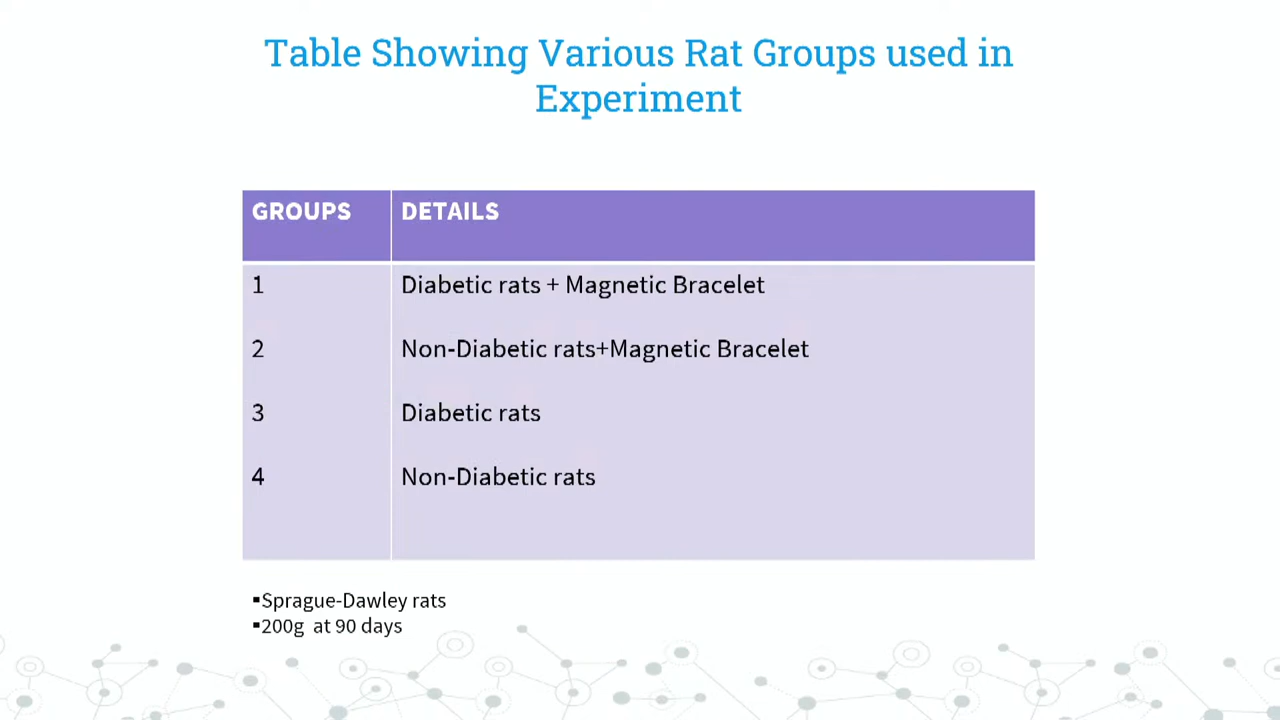 Table Showing Various Rat Groups used in
Experiment
GROUPS DETAILS
1 Diabetic rats + Magnetic Bracelet
2 Non-Diabetic rats+Magnetic Bracelet
3 Diabetic rats
4 Non-Diabetic rats
▪Sprague-Dawley rats
▪200g at 90 days